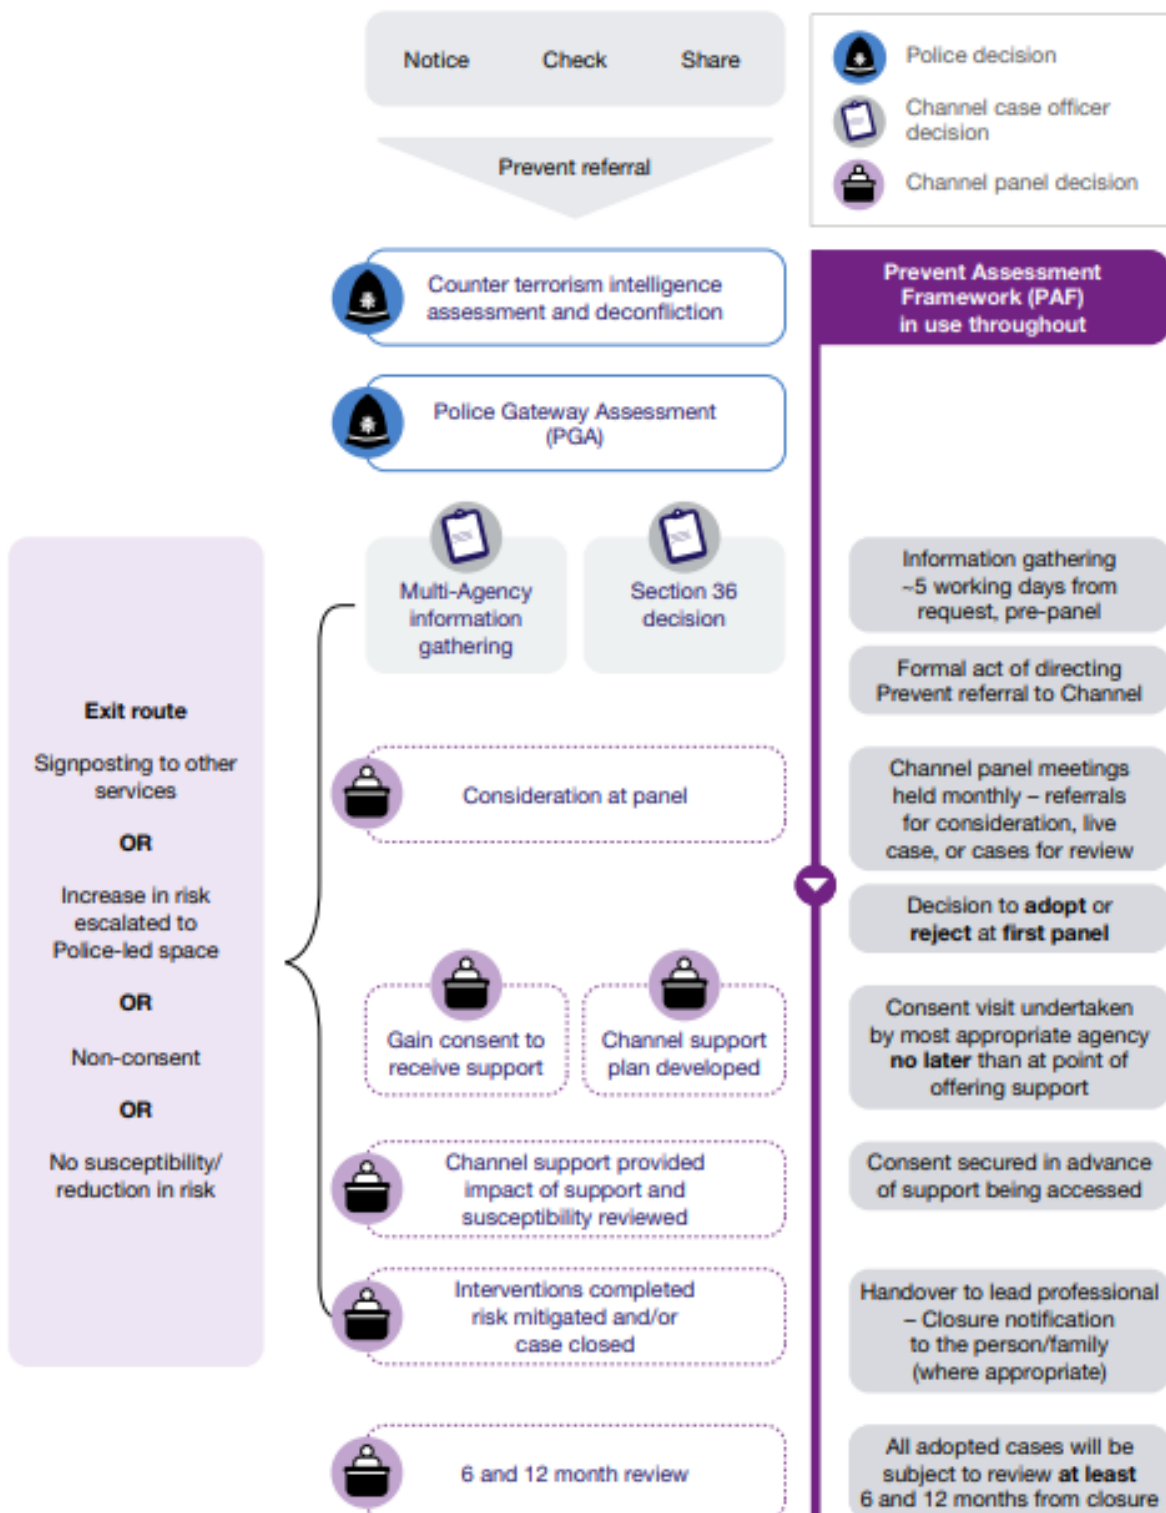 Notice Check Share
Prevent referral
Police decision
Channel case officer
decision
Channel panel decision
Counter terrorism intelligence
assessment and deconfliction
Prevent Assessment
Framework (PAF)
in use throughout
Police Gateway Assessment
(PGA)
Multi-Agency
information
gathering
Section 36
decision
Information gathering
~5 working days from
request, pre-panel
Formal act of directing
Prevent referral to Channel
Exit route
Signposting to other
services
OR
Increase in risk
escalated to
Police-led space
OR
Non-consent
OR
No susceptibility/
reduction in risk
Consideration at panel
Channel panel meetings
held monthly – referrals
for consideration, live
case, or cases for review
Decision to adopt or
reject at first panel
Gain consent to
receive support
Channel support
plan developed
Consent visit undertaken
by most appropriate agency
no later than at point of
offering support
Channel support provided
impact of support and
susceptibility reviewed
Consent secured in advance
of support being accessed
Interventions completed
risk mitigated and/or
case closed
Handover to lead professional
– Closure notification
to the person/family
(where appropriate)
6 and 12 month review
All adopted cases will be
subject to review at least
6 and 12 months from closure